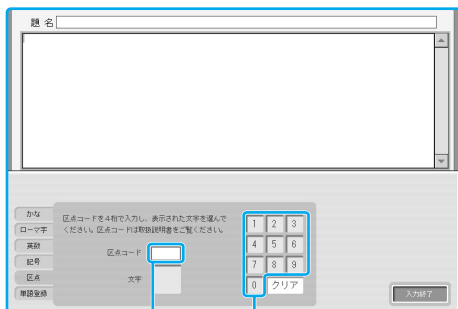 題 名
かな
ローマ字
英数
記号
区点
単語登録
区点コードを4桁で入力し、表示された文字を選んで
ください。区点コードは取扱説明書をご覧ください。
区点コード
文字
1 2 3
4 5 6
7 8 9
0 クリア
入力終了